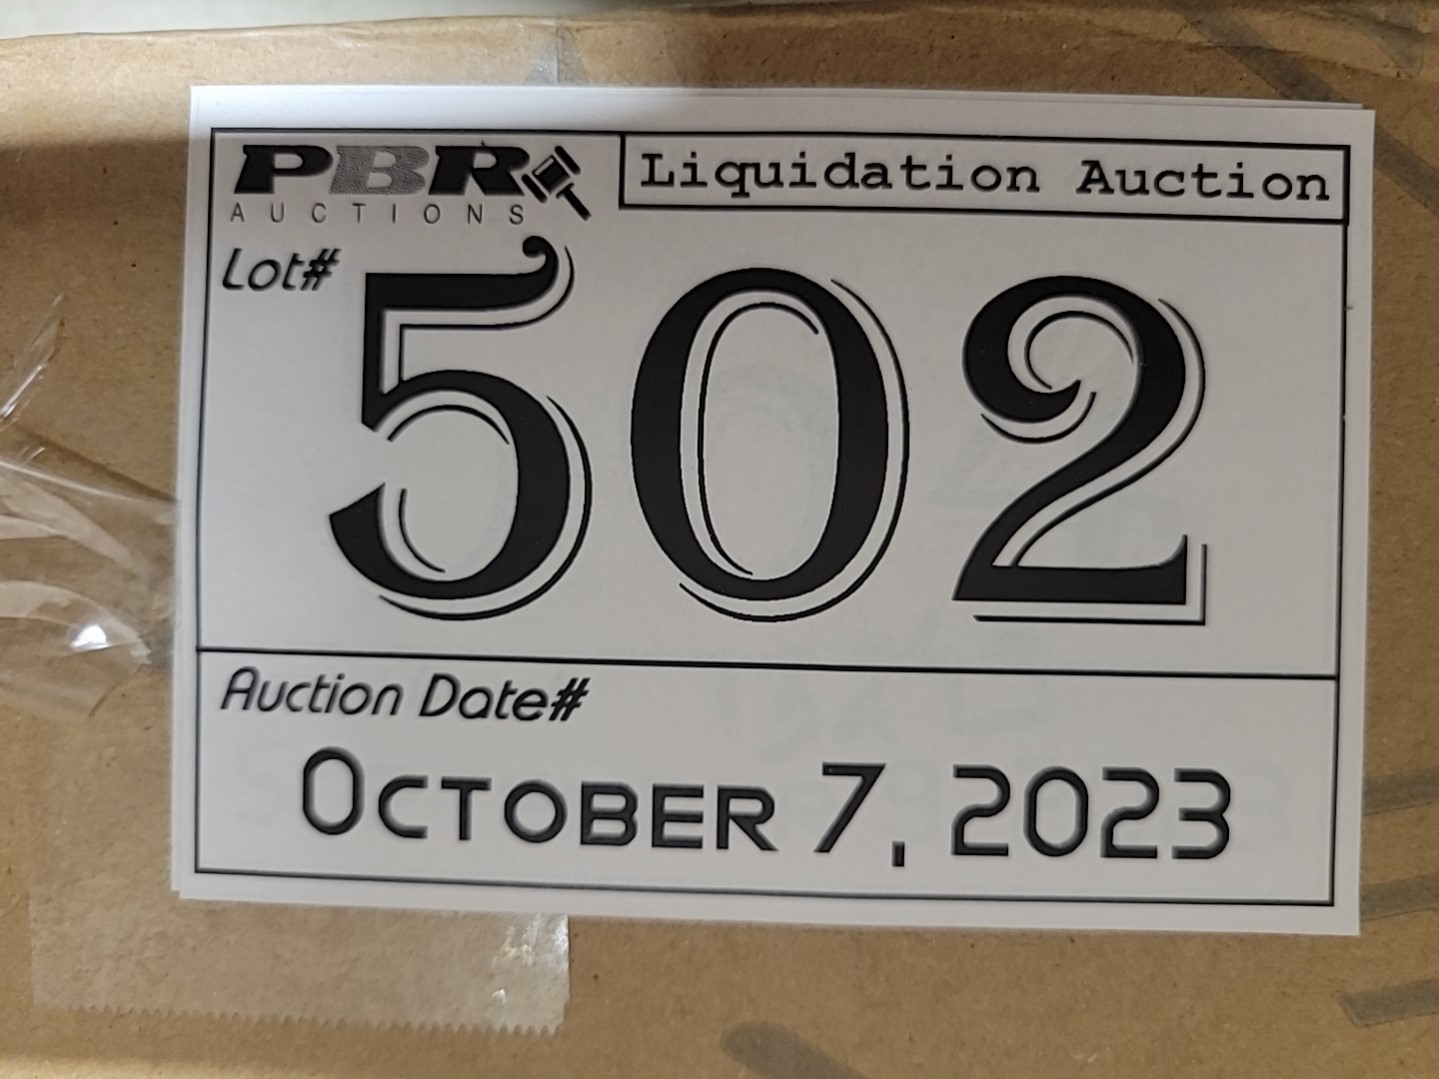 PBR
AUCTIONS
Liquidation Auction
Lot#
502
Auction Date#
October 7, 2023